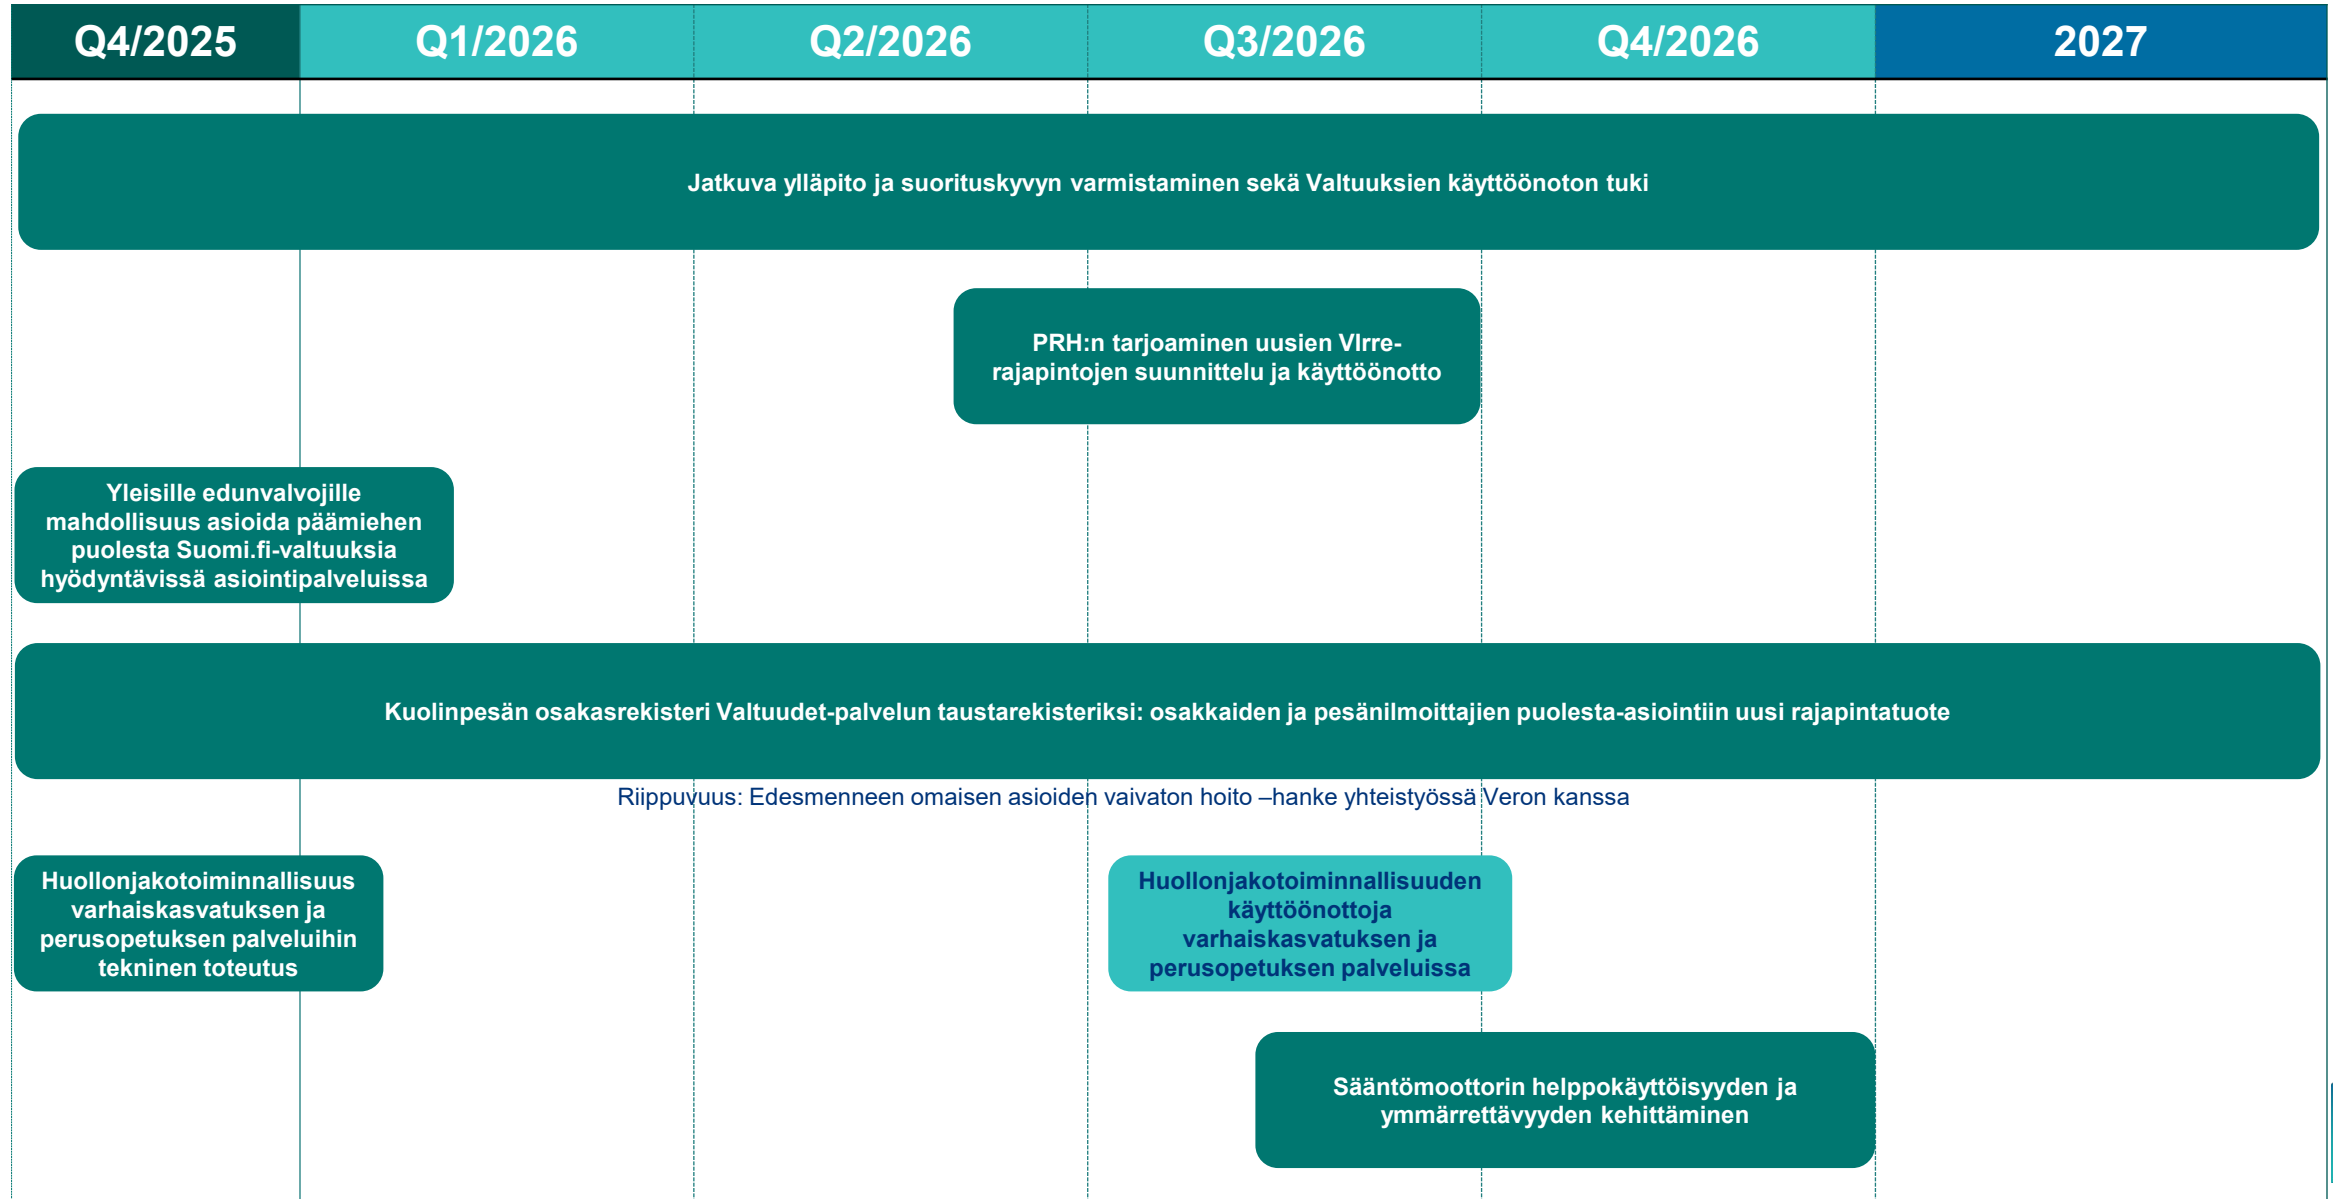 Q4/2025 Q1/2026 Q2/2026 Q3/2026 Q4/2026 2027
Jatkuva ylläpito ja suorituskyvyn varmistaminen sekä Valtuuksien käyttöönoton tuki
PRH:n tarjoaminen uusien VIrre-
rajapintojen suunnittelu ja käyttöönotto
Yleisille edunvalvojille
mahdollisuus asioida päämiehen
puolesta Suomi.fi-valtuuksia
hyödyntävissä asiointipalveluissa
Kuolinpesän osakasrekisteri Valtuudet-palvelun taustarekisteriksi: osakkaiden ja pesänilmoittajien puolesta-asiointiin uusi rajapintatuote
Riippuvuus: Edesmenneen omaisen asioiden vaivaton hoito –hanke yhteistyössä Veron kanssa
Huollonjakotoiminnallisuus
varhaiskasvatuksen ja
perusopetuksen palveluihin
tekninen toteutus
Huollonjakotoiminnallisuuden
käyttöönottoja
varhaiskasvatuksen ja
perusopetuksen palveluissa
Sääntömoottorin helppokäyttöisyyden ja
ymmärrettävyyden kehittäminen